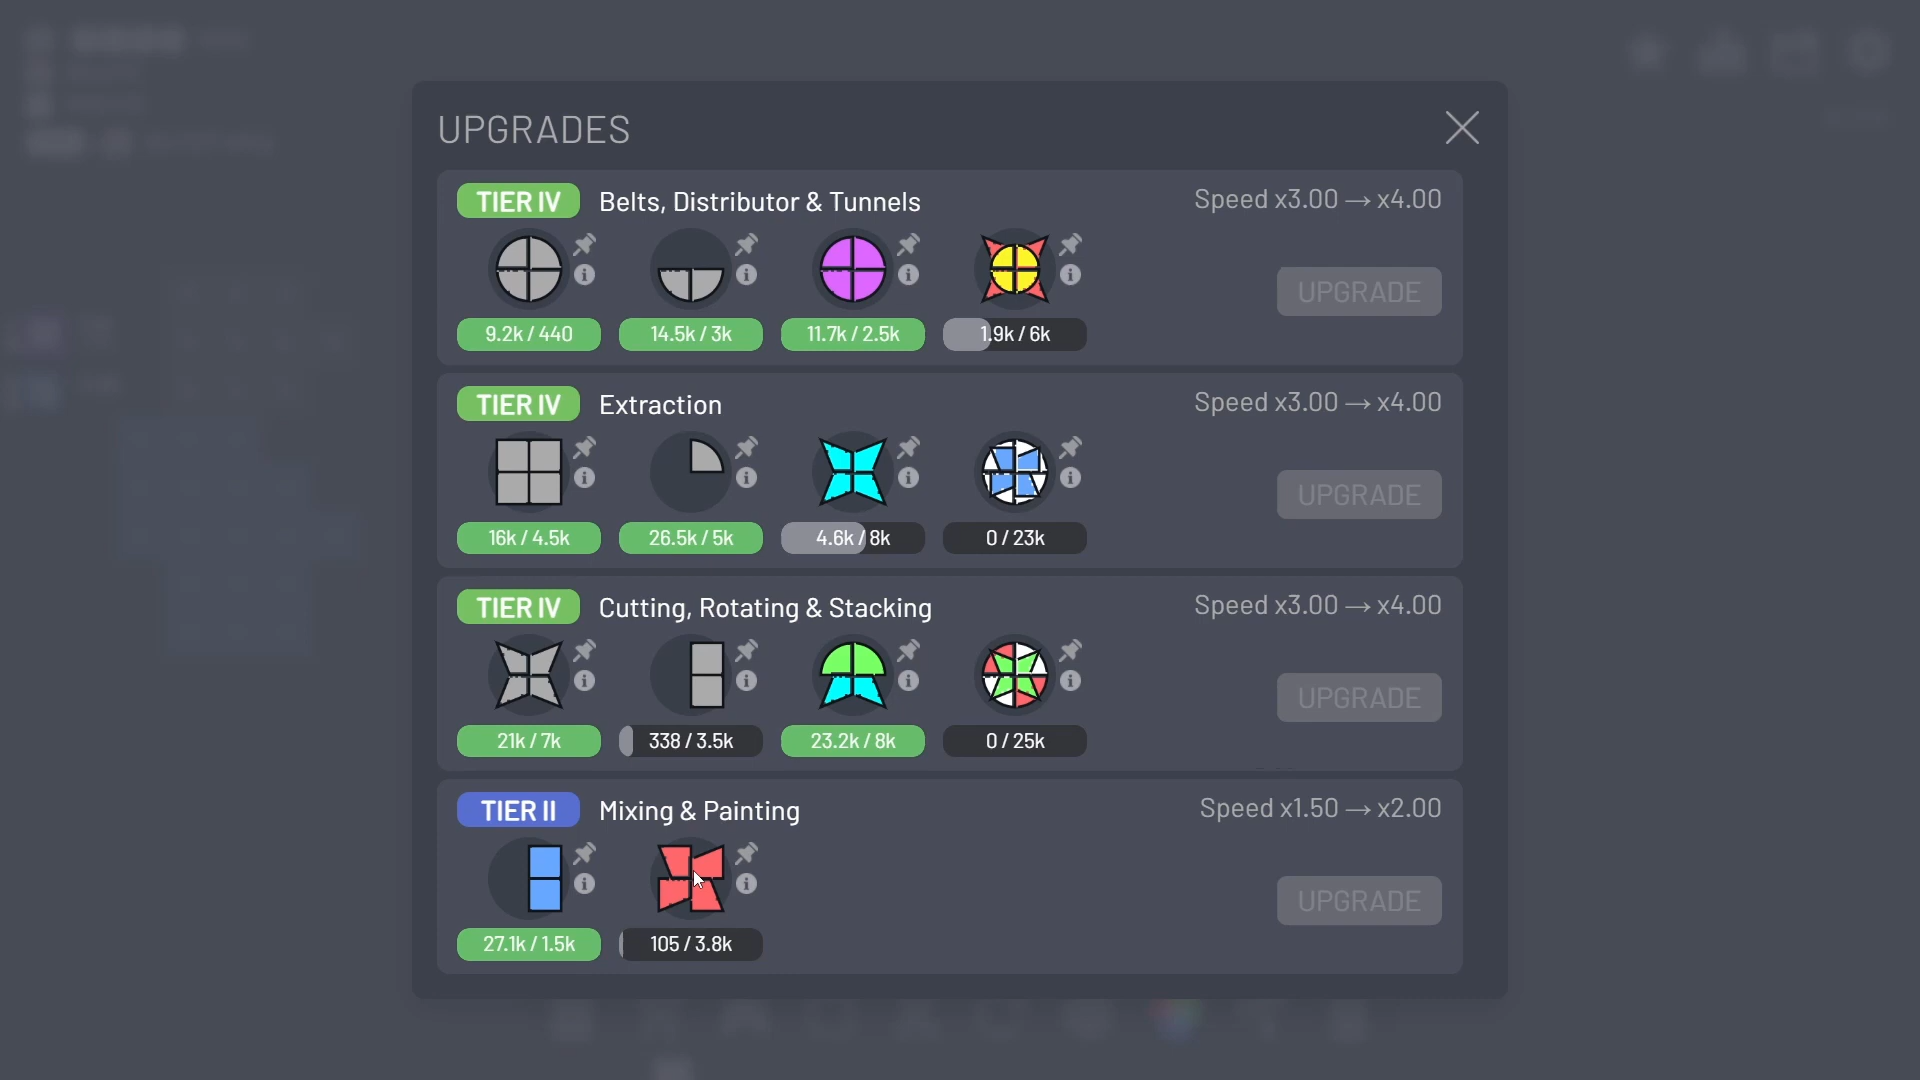 UPGRADES
TIER IV Belts, Distributor & Tunnels Speed x3.00 → x4.00
9.2k / 440 14.5k / 3k 11.7k / 2.5k 1.9k / 6k
UPGRADE
TIER IV Extraction Speed x3.00 → x4.00
16k / 4.5k 26.5k / 5k 4.6k / 8k 0 / 23k
UPGRADE
TIER IV Cutting, Rotating & Stacking Speed x3.00 → x4.00
21k / 7k 338 / 3.5k 23.2k / 8k 0 / 25k
UPGRADE
TIER II Mixing & Painting Speed x1.50 → x2.00
27.1k / 1.5k 105 / 3.8k
UPGRADE